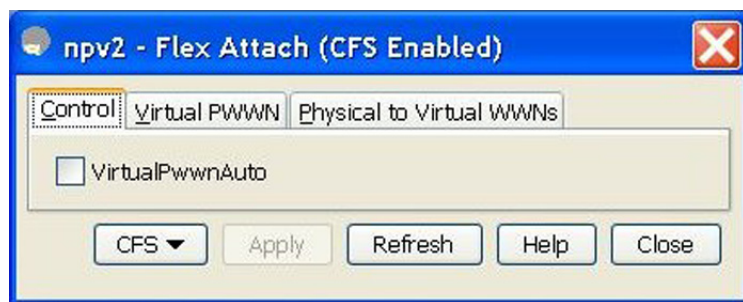 npv2 - Flex Attach (CFS Enabled)
Control Virtual PWWN Physical to Virtual WWNs
VirtualPwwnAuto
CFS Apply Refresh Help Close